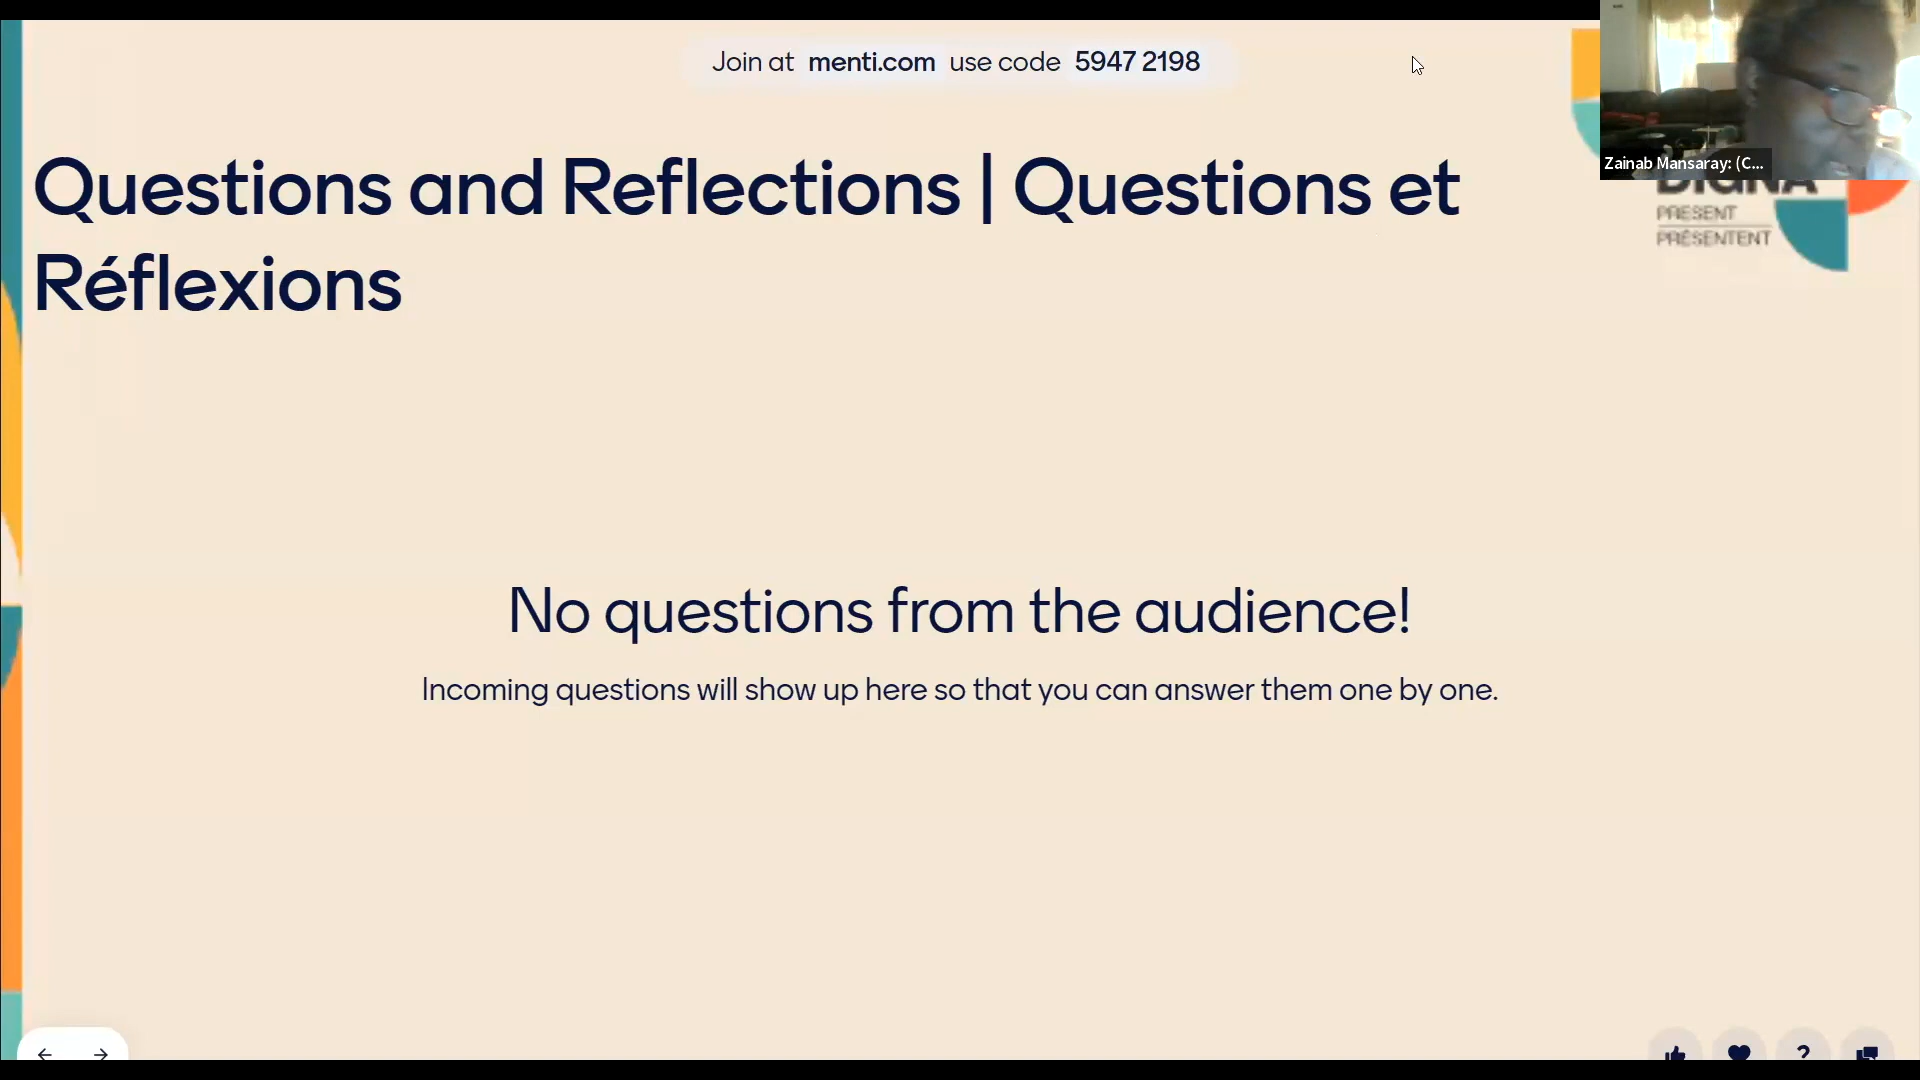 Join at menti.com use code 5947 2198
Zainab Mansaray: (C...
Questions and Reflections | Questions et
Réflexions
DIGNA
PRESENT
PRÉSENTENT
No questions from the audience!
Incoming questions will show up here so that you can answer them one by one.